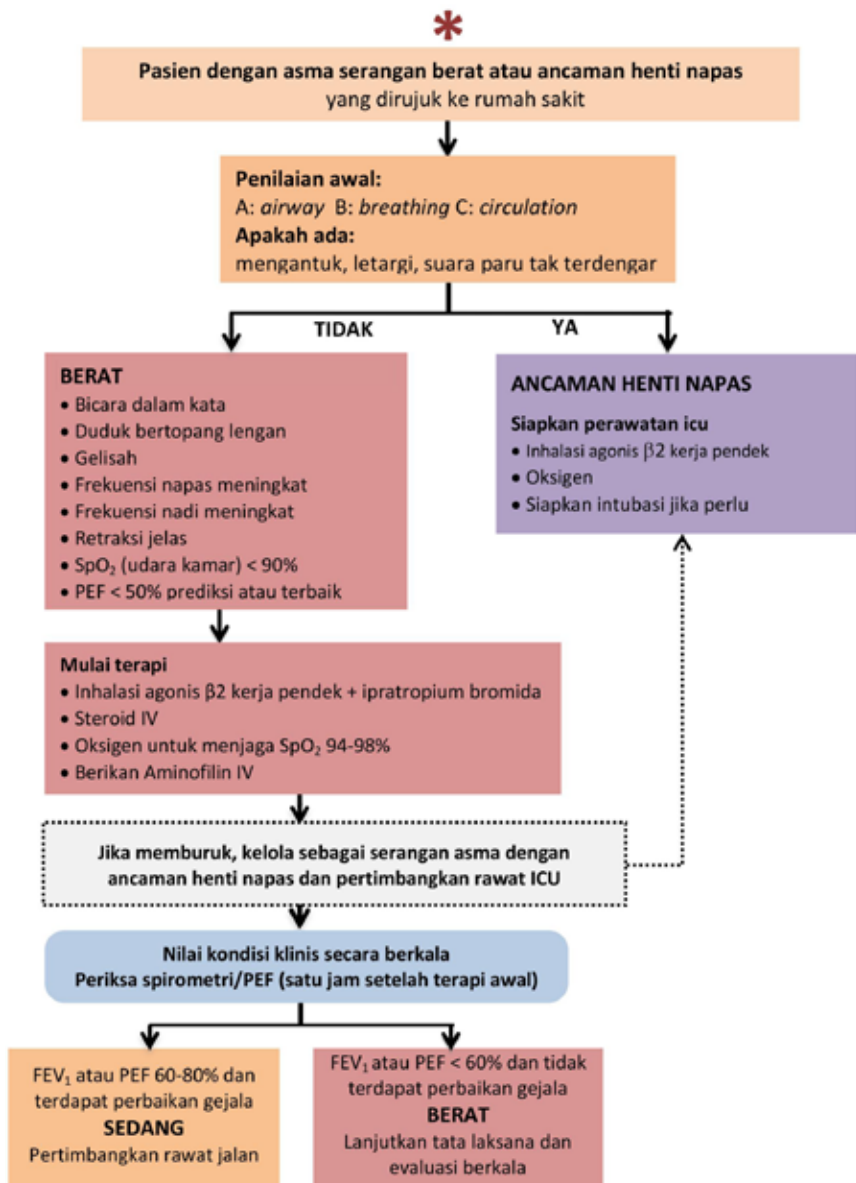 *
Pasien dengan asma serangan berat atau ancaman henti napas
yang dirujuk ke rumah sakit
Penilaian awal:
A: airway B: breathing C: circulation
Apakah ada:
mengantuk, letargi, suara paru tak terdengar
TIDAK
YA
BERAT
• Bicara dalam kata
• Duduk bertopang lengan
• Gelisah
• Frekuensi napas meningkat
• Frekuensi nadi meningkat
• Retraksi jelas
• SpO₂ (udara kamar) < 90%
• PEF < 50% prediksi atau terbaik
ANCAMAN HENTI NAPAS
Siapkan perawatan icu
• Inhalasi agonis β2 kerja pendek
• Oksigen
• Siapkan intubasi jika perlu
Mulai terapi
• Inhalasi agonis β2 kerja pendek + ipratropium bromida
• Steroid IV
• Oksigen untuk menjaga SpO₂ 94-98%
• Berikan Aminofilin IV
Jika memburuk, kelola sebagai serangan asma dengan
ancaman henti napas dan pertimbangkan rawat ICU
Nilai kondisi klinis secara berkala
Periksa spirometri/PEF (satu jam setelah terapi awal)
FEV₁ atau PEF 60-80% dan
terdapat perbaikan gejala
SEDANG
Pertimbangkan rawat jalan
FEV₁ atau PEF < 60% dan tidak
terdapat perbaikan gejala
BERAT
Lanjutkan tata laksana dan
evaluasi berkala